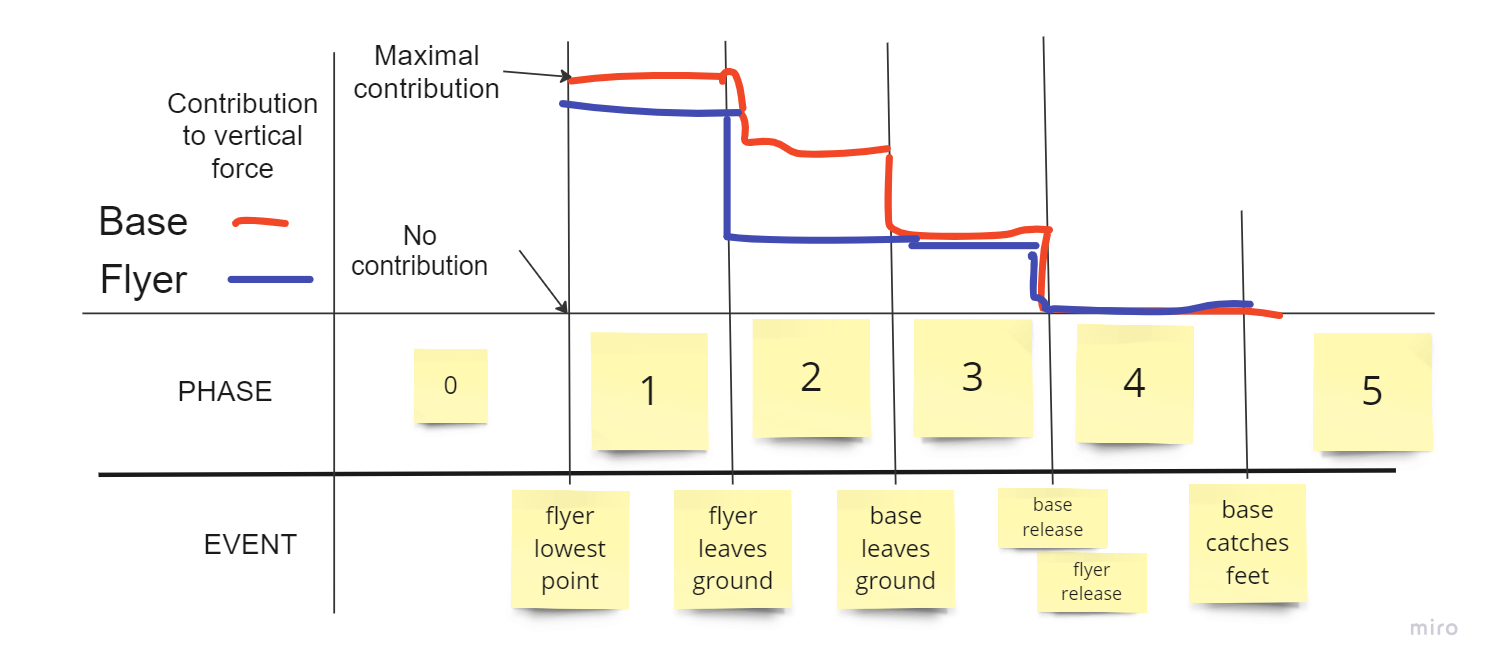 Maximal
contribution
Contribution
to vertical
force
Base
Flyer
No
contribution
PHASE
0
1
2
3
4
5
EVENT
flyer
lowest
point
flyer
leaves
ground
base
leaves
ground
base
release
flyer
release
base
catches
feet
miro